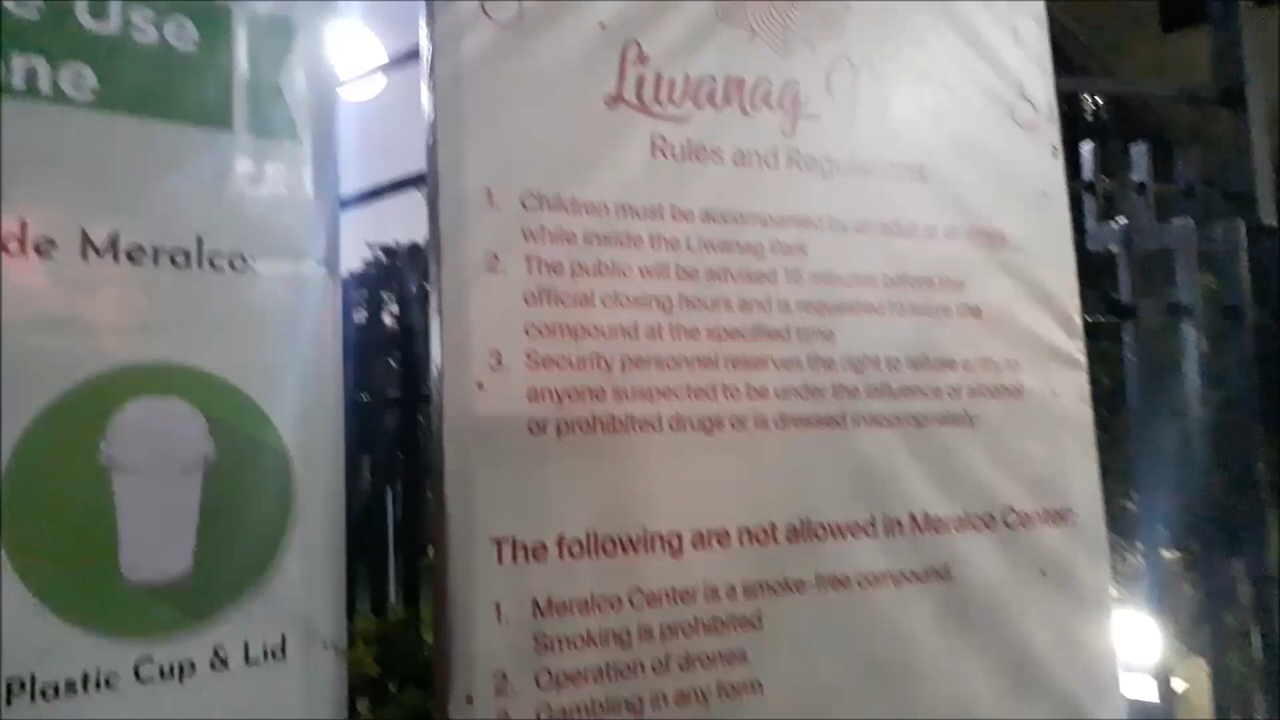 Use
ne
de Meralco:
Plastic Cup & Lid
Liwanag
Rules and Regulations
1. Children must be accompanied by an adult
while inside the Liwanag Park
2. The public will be advised 15 minutes before the
official closing hours and is requested to leave the
compound at the specified time
3. Security personnel reserves the right to refuse entry to
anyone suspected to be under the influence of alcohol
or prohibited drugs or is dressed inappropriately
The following are not allowed in Meralco Center:
1. Meralco Center is a smoke-free compound.
Smoking is prohibited
2. Operation of drones
Gambling in any form